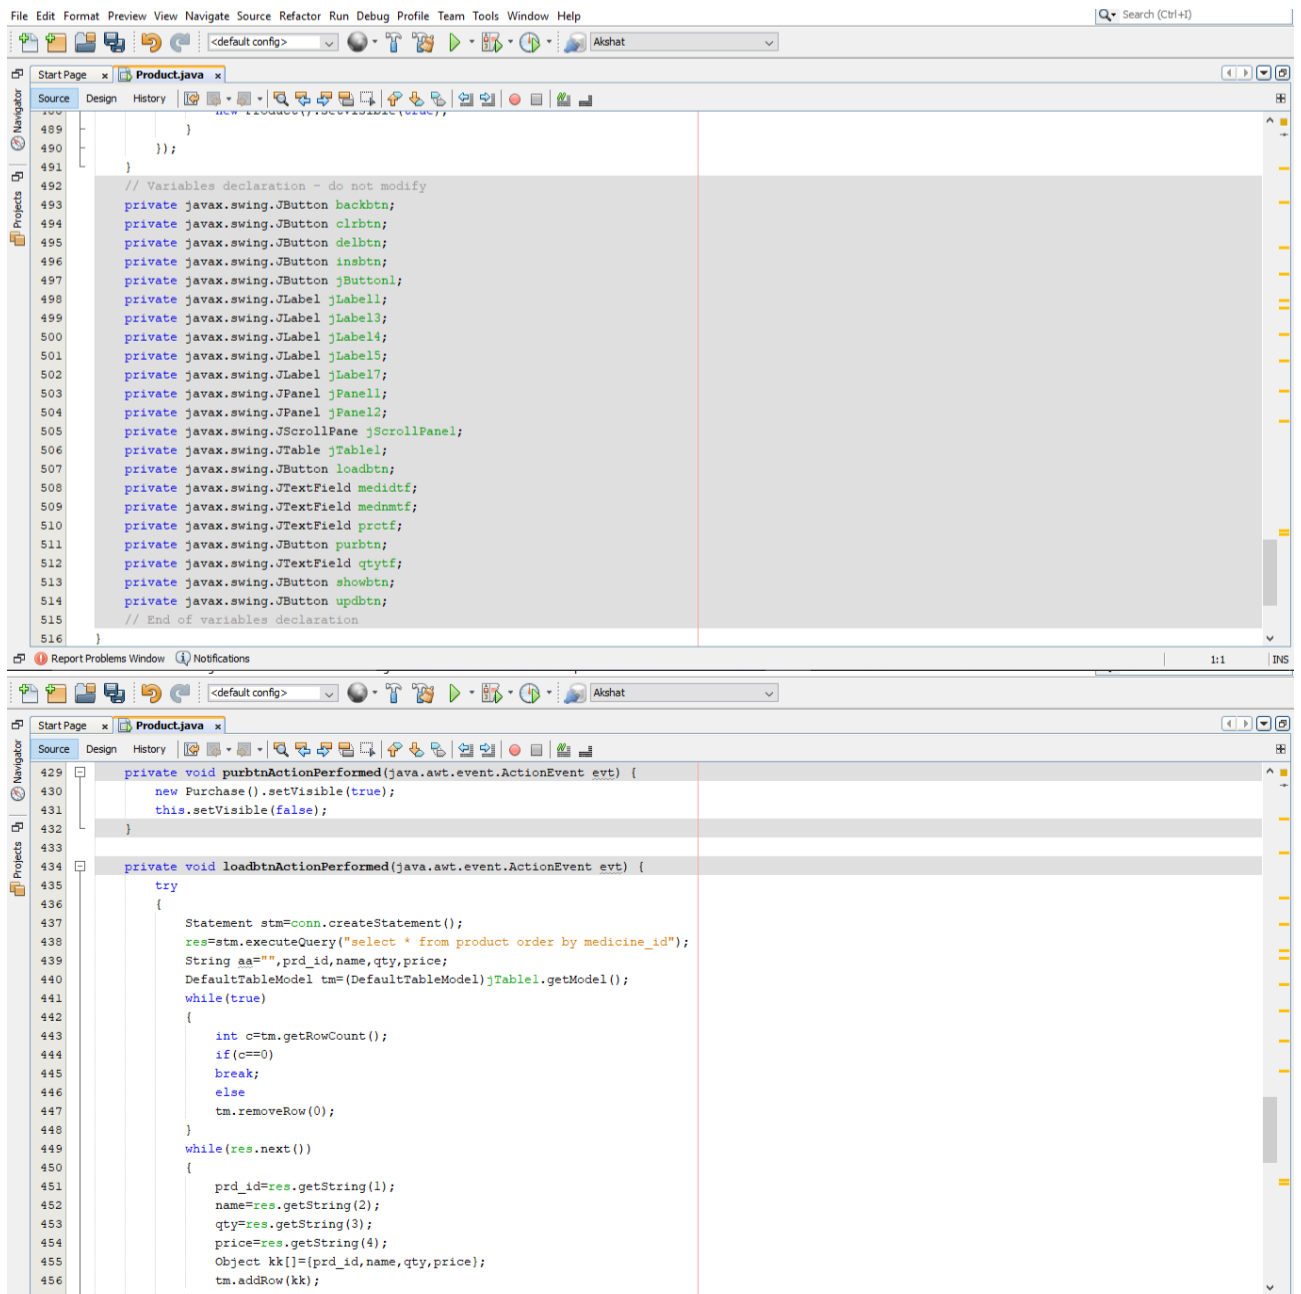 File Edit Format Preview View Navigate Source Refactor Run Debug Profile Team Tools Window Help Search (Ctrl+I)
<default config> Akshat
Start Page x Product.java x
Source Design History
Navigator
Projects
488 new Product().setVisible(true);
489 }
490 });
491 }
492 // Variables declaration - do not modify
493 private javax.swing.JButton backbtn;
494 private javax.swing.JButton clrbtn;
495 private javax.swing.JButton delbtn;
496 private javax.swing.JButton insbtn;
497 private javax.swing.JButton jButton1;
498 private javax.swing.JLabel jLabel1;
499 private javax.swing.JLabel jLabel3;
500 private javax.swing.JLabel jLabel4;
501 private javax.swing.JLabel jLabel5;
502 private javax.swing.JLabel jLabel7;
503 private javax.swing.JPanel jPanel1;
504 private javax.swing.JPanel jPanel2;
505 private javax.swing.JScrollPane jScrollPane1;
506 private javax.swing.JTable jTable1;
507 private javax.swing.JButton loadbtn;
508 private javax.swing.JTextField medidtf;
509 private javax.swing.JTextField mednmtf;
510 private javax.swing.JTextField prctf;
511 private javax.swing.JButton purbtn;
512 private javax.swing.JTextField qtytf;
513 private javax.swing.JButton showbtn;
514 private javax.swing.JButton updbtn;
515 // End of variables declaration
516 }
Report Problems Window Notifications 1:1 INS
<default config> Akshat
Start Page x Product.java x
Source Design History
Navigator
Projects
429 private void purbtnActionPerformed(java.awt.event.ActionEvent evt) {
430 new Purchase().setVisible(true);
431 this.setVisible(false);
432 }
433
434 private void loadbtnActionPerformed(java.awt.event.ActionEvent evt) {
435 try
436 {
437 Statement stm=conn.createStatement();
438 res=stm.executeQuery("select * from product order by medicine_id");
439 String aa="",prd_id,name,qty,price;
440 DefaultTableModel tm=(DefaultTableModel)jTable1.getModel();
441 while(true)
442 {
443 int c=tm.getRowCount();
444 if(c==0)
445 break;
446 else
447 tm.removeRow(0);
448 }
449 while(res.next())
450 {
451 prd_id=res.getString(1);
452 name=res.getString(2);
453 qty=res.getString(3);
454 price=res.getString(4);
455 Object kk[]={prd_id,name,qty,price};
456 tm.addRow(kk);